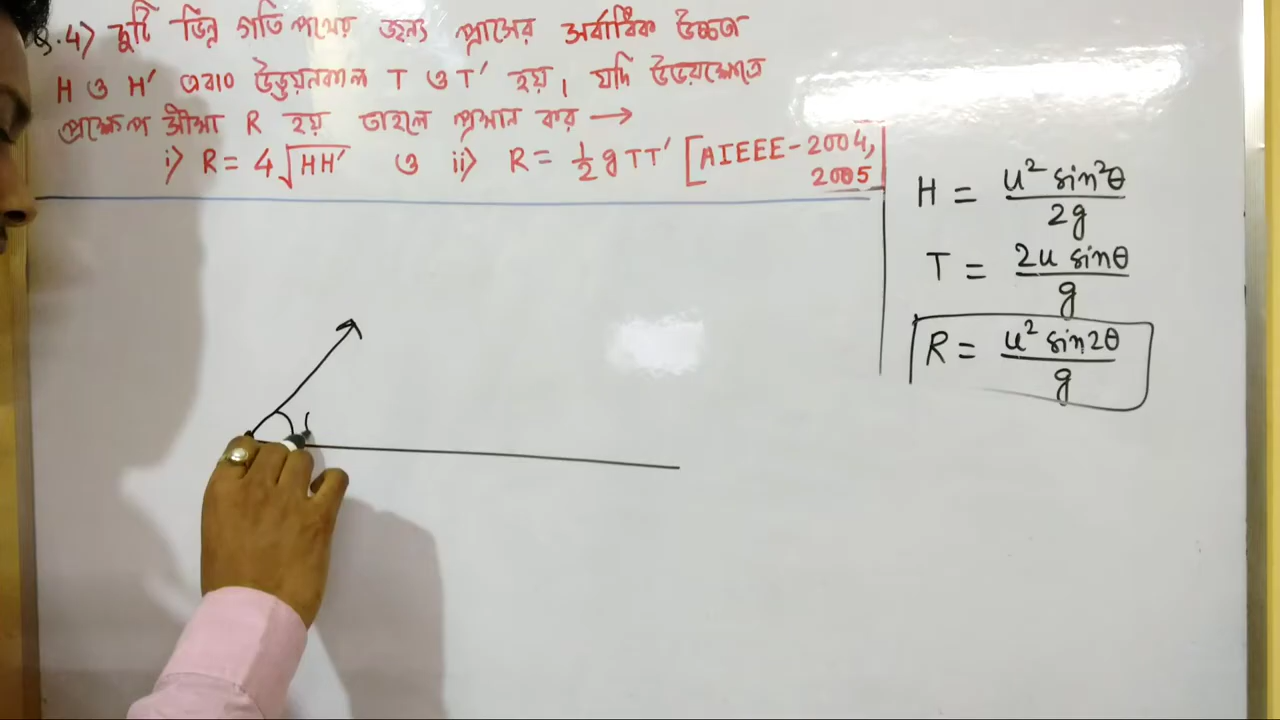 Q.4) দুটি ভিন্ন গতি পথের জন্য প্রাসের সর্বাধিক উচ্চতা
H ও H' এবং উড্ডয়নকাল T ও T' হয়, যদি উভয়ক্ষেত্রে
প্রক্ষেপ সীমা R হয় তাহলে প্রমান কর →
i) R = 4√HH' ও ii) R = 1/2 g TT' [AIEEE-2004,
2005
H = u² sin²θ / 2g
T = 2u sinθ / g
R = u² sin2θ / g